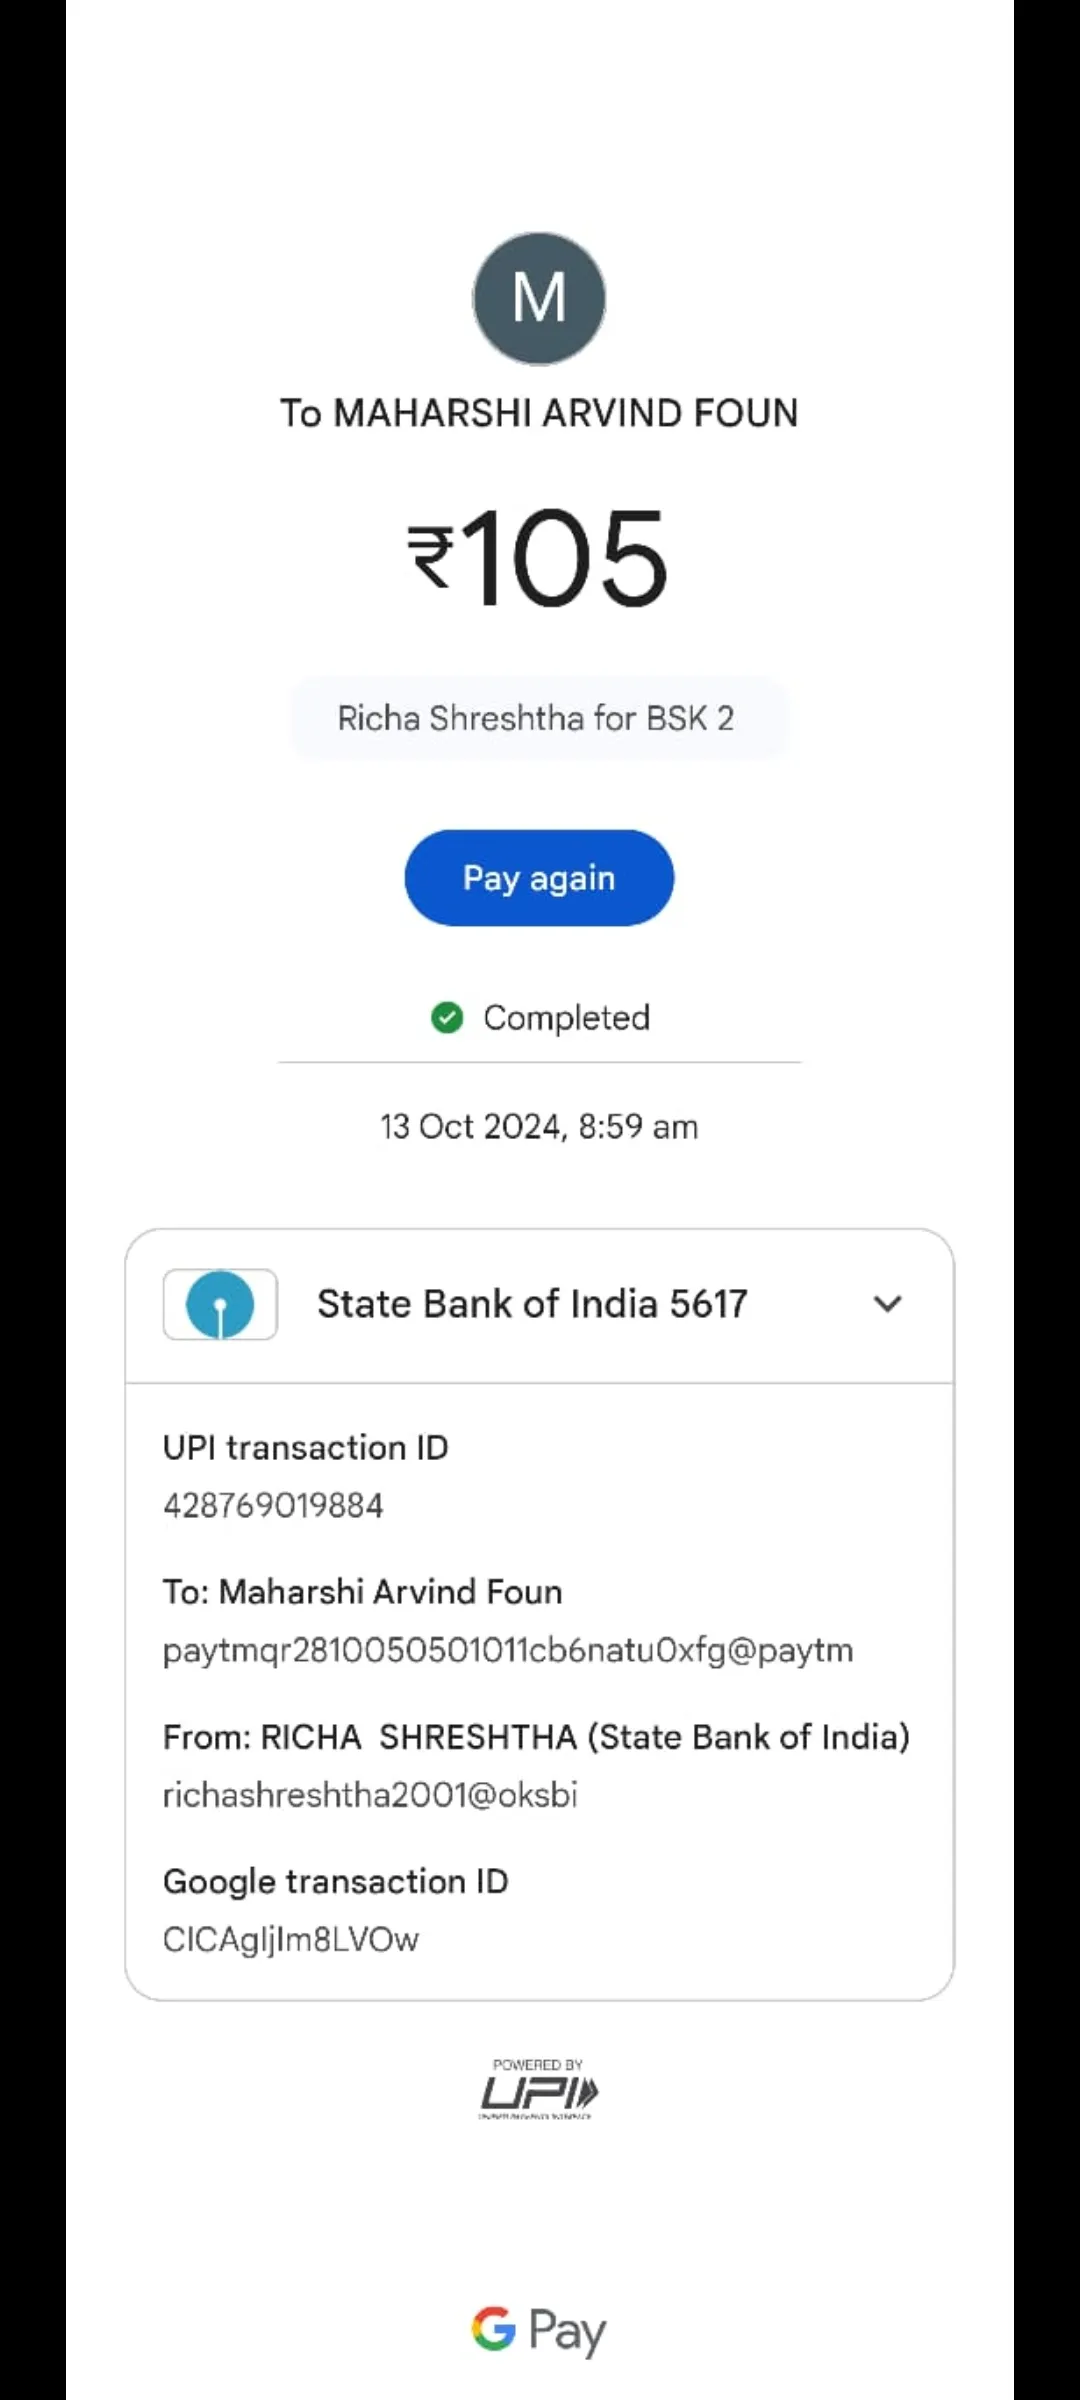 M
To MAHARSHI ARVIND FOUN
₹105
Richa Shreshtha for BSK 2
Pay again
Completed
13 Oct 2024, 8:59 am
State Bank of India 5617
UPI transaction ID
428769019884
To: Maharshi Arvind Foun
paytmqr2810050501011cb6natu0xfg@paytm
From: RICHA  SHRESHTHA (State Bank of India)
richashreshtha2001@oksbi
Google transaction ID
CICAgIjIm8LVOw
POWERED BY
UPI
G Pay